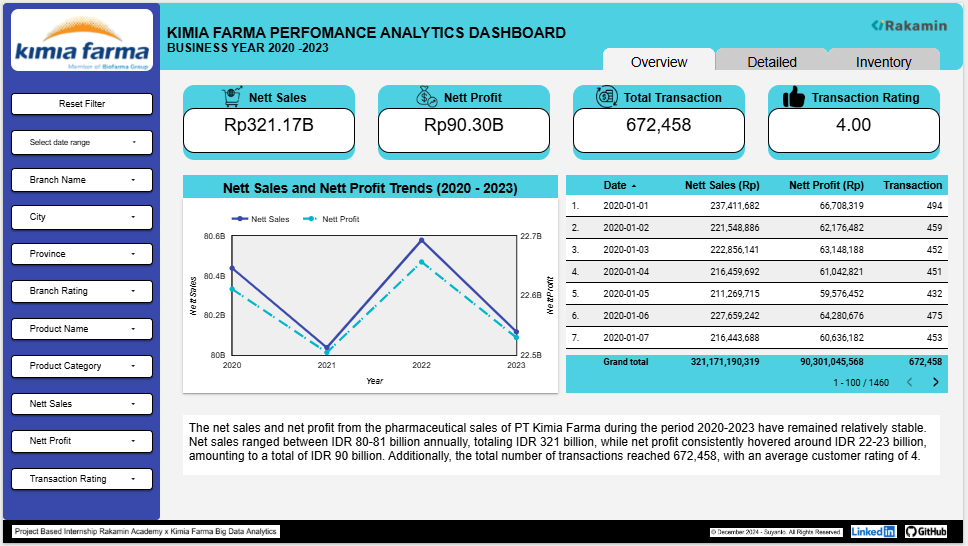 kimia farma
Member of Biofarma Group
KIMIA FARMA PERFOMANCE ANALYTICS DASHBOARD
BUSINESS YEAR 2020 -2023
Rakamin
Overview
Detailed
Inventory
Reset Filter
Select date range
Branch Name
City
Province
Branch Rating
Product Name
Product Category
Nett Sales
Nett Profit
Transaction Rating
Nett Sales
Rp321.17B
Nett Profit
Rp90.30B
Total Transaction
672,458
Transaction Rating
4.00
Nett Sales and Nett Profit Trends (2020 - 2023)
Nett Sales
Nett Profit
80.6B
80.4B
80.2B
80B
Nett Sales
22.7B
22.6B
22.5B
Nett Profit
2020 2021 2022 2023
Year
Date Nett Sales (Rp) Nett Profit (Rp) Transaction
1. 2020-01-01 237,411,682 66,708,319 494
2. 2020-01-02 221,548,886 62,176,482 459
3. 2020-01-03 222,856,141 63,148,188 452
4. 2020-01-04 216,459,692 61,042,821 451
5. 2020-01-05 211,269,715 59,576,452 432
6. 2020-01-06 227,659,242 64,280,676 475
7. 2020-01-07 216,443,688 60,636,182 453
Grand total 321,171,190,319 90,301,045,568 672,458
1 - 100 / 1460
The net sales and net profit from the pharmaceutical sales of PT Kimia Farma during the period 2020-2023 have remained relatively stable.
Net sales ranged between IDR 80-81 billion annually, totaling IDR 321 billion, while net profit consistently hovered around IDR 22-23 billion,
amounting to a total of IDR 90 billion. Additionally, the total number of transactions reached 672,458, with an average customer rating of 4.
Project Based Internship Rakamin Academy x Kimia Farma Big Data Analytics
© December 2024 - Suyanto. All Rights Reserved.
Linked in
GitHub